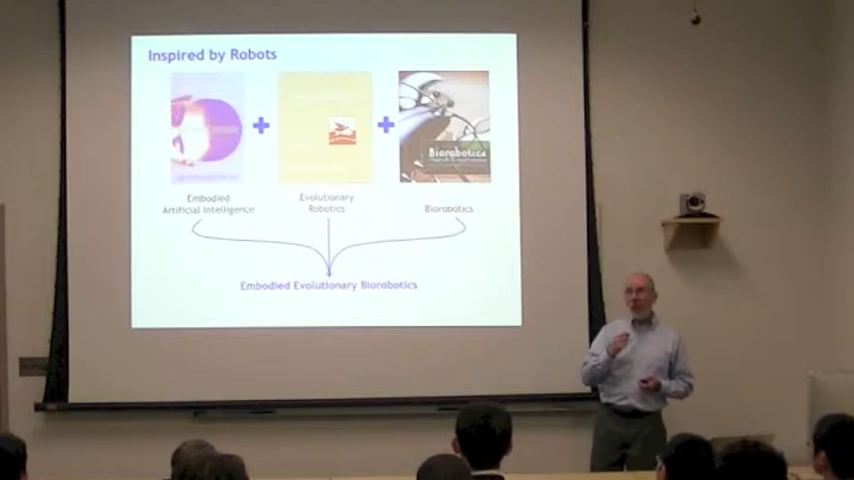 Inspired by Robots
Biorobotics
Embodied
Artificial Intelligence
Evolutionary
Robotics
Biorobotics
Embodied Evolutionary Biorobotics